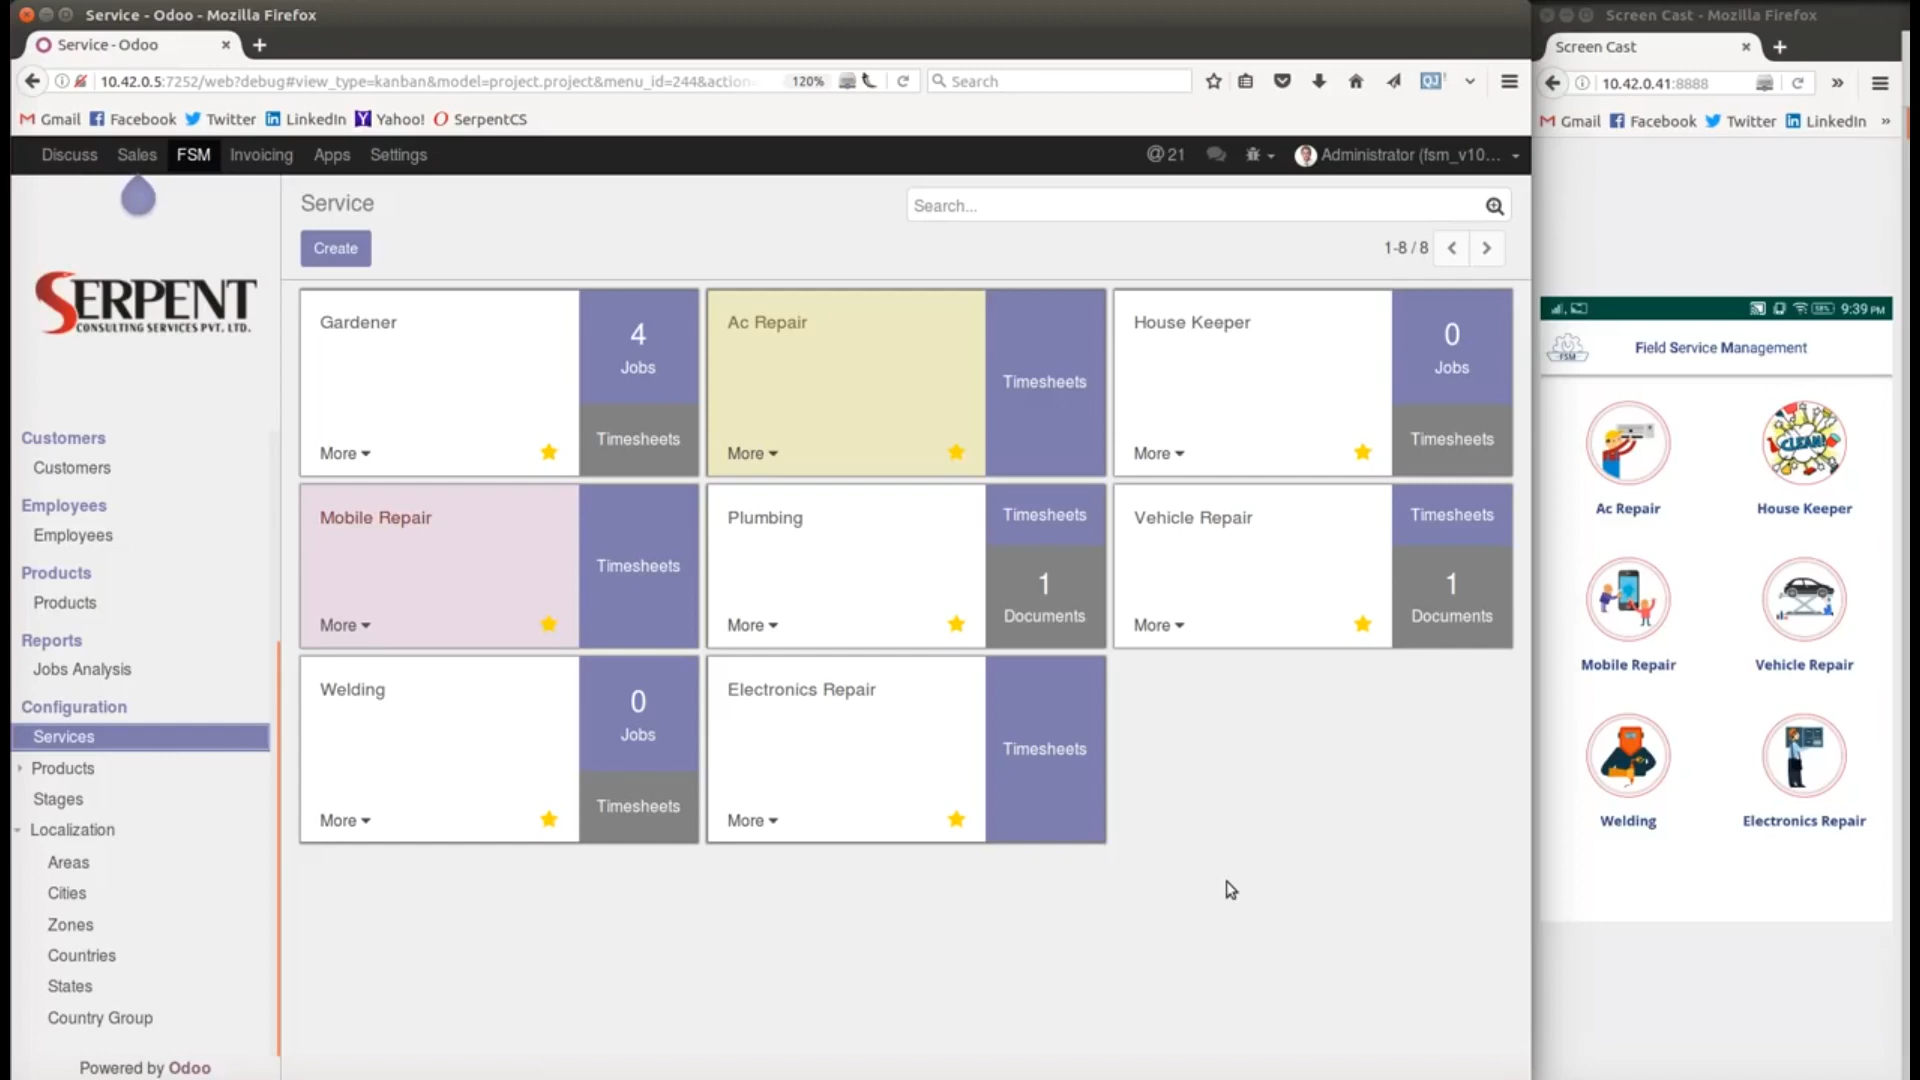 Service - Odoo - Mozilla Firefox
Service - Odoo
10.42.0.5:7252/web?debug#view_type=kanban&model=project.project&menu_id=244&action
120%
Search
Gmail Facebook Twitter LinkedIn Yahoo! SerpentCS
Discuss Sales FSM Invoicing Apps Settings
@ 21
Administrator (fsm_v10...
SERPENT
CONSULTING SERVICES PVT. LTD.
Customers
Customers
Employees
Employees
Products
Products
Reports
Jobs Analysis
Configuration
Services
Products
Stages
Localization
Areas
Cities
Zones
Countries
States
Country Group
Powered by Odoo
Service
Search...
Create
1-8 / 8
Gardener
4
Jobs
Timesheets
More
Ac Repair
Timesheets
More
House Keeper
0
Jobs
Timesheets
More
Mobile Repair
Timesheets
More
Plumbing
Timesheets
1
Documents
More
Vehicle Repair
Timesheets
1
Documents
More
Welding
0
Jobs
Timesheets
More
Electronics Repair
Timesheets
More
Screen Cast - Mozilla Firefox
Screen Cast
10.42.0.41:8888
Gmail Facebook Twitter LinkedIn
58% 9:39 PM
FSM
Field Service Management
CLEAN!
Ac Repair
House Keeper
Mobile Repair
Vehicle Repair
Welding
Electronics Repair